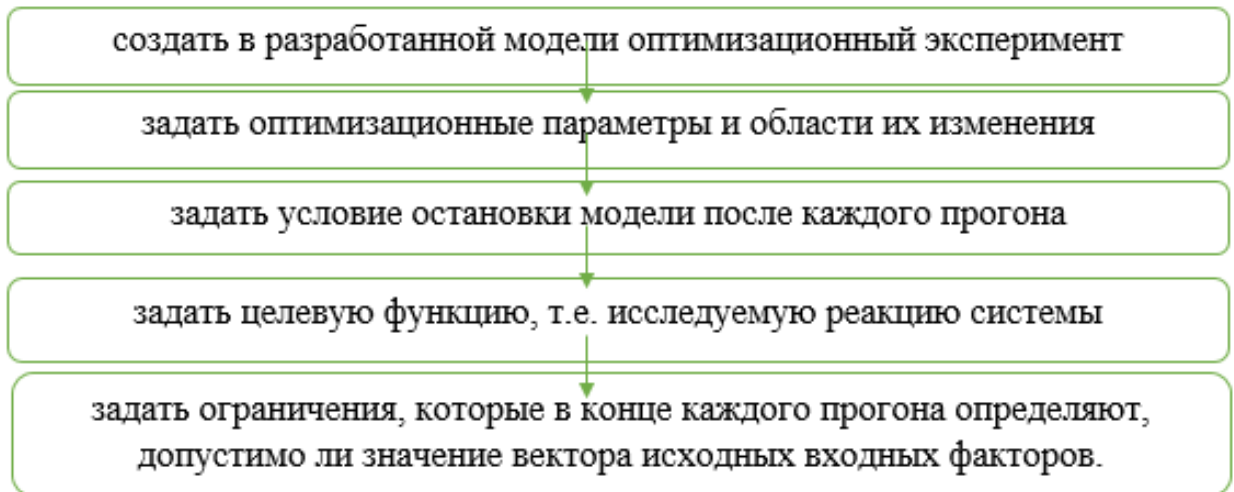 создать в разработанной модели оптимизационный эксперимент
задать оптимизационные параметры и области их изменения
задать условие остановки модели после каждого прогона
задать целевую функцию, т.е. исследуемую реакцию системы
задать ограничения, которые в конце каждого прогона определяют,
допустимо ли значение вектора исходных входных факторов.